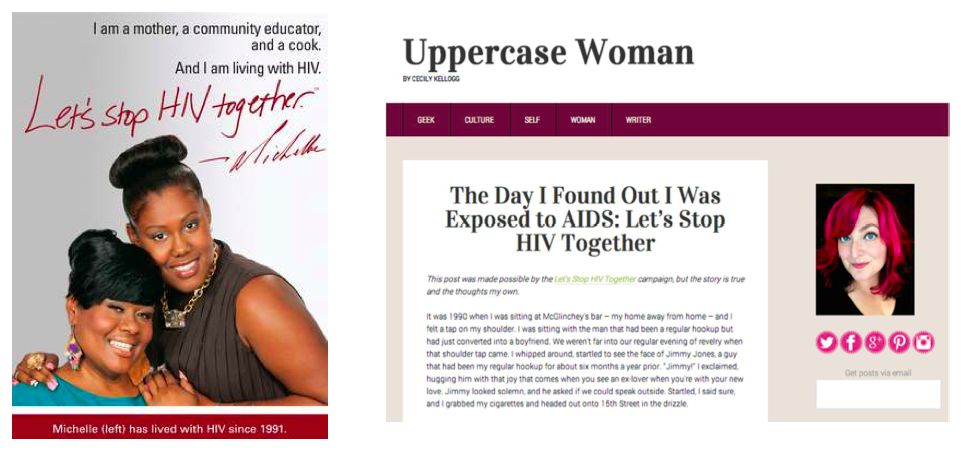 I am a mother, a community educator,
and a cook.
And I am living with HIV.
Let's stop HIV together.™
— Michelle
Michelle (left) has lived with HIV since 1991.
Uppercase Woman
BY CECILY KELLOGG
GEEK CULTURE SELF WOMAN WRITER
The Day I Found Out I Was
Exposed to AIDS: Let's Stop
HIV Together
This post was made possible by the Let's Stop HIV Together campaign, but the story is true
and the thoughts my own.
It was 1990 when I was sitting at McGlinchey's bar – my home away from home – and I
felt a tap on my shoulder. I was sitting with the man that had been a regular hookup but
had just converted into a boyfriend. We weren't far into our regular evening of revelry when
that shoulder tap came. I whipped around, startled to see the face of Jimmy Jones, a guy
that had been my regular hookup for about six months a year prior. "Jimmy!" I exclaimed,
hugging him with that joy that comes when you see an ex-lover when you're with your new
love. Jimmy looked solemn, and he asked if we could speak outside. Startled, I said sure,
and I grabbed my cigarettes and headed out onto 15th Street in the drizzle.
Get posts via email